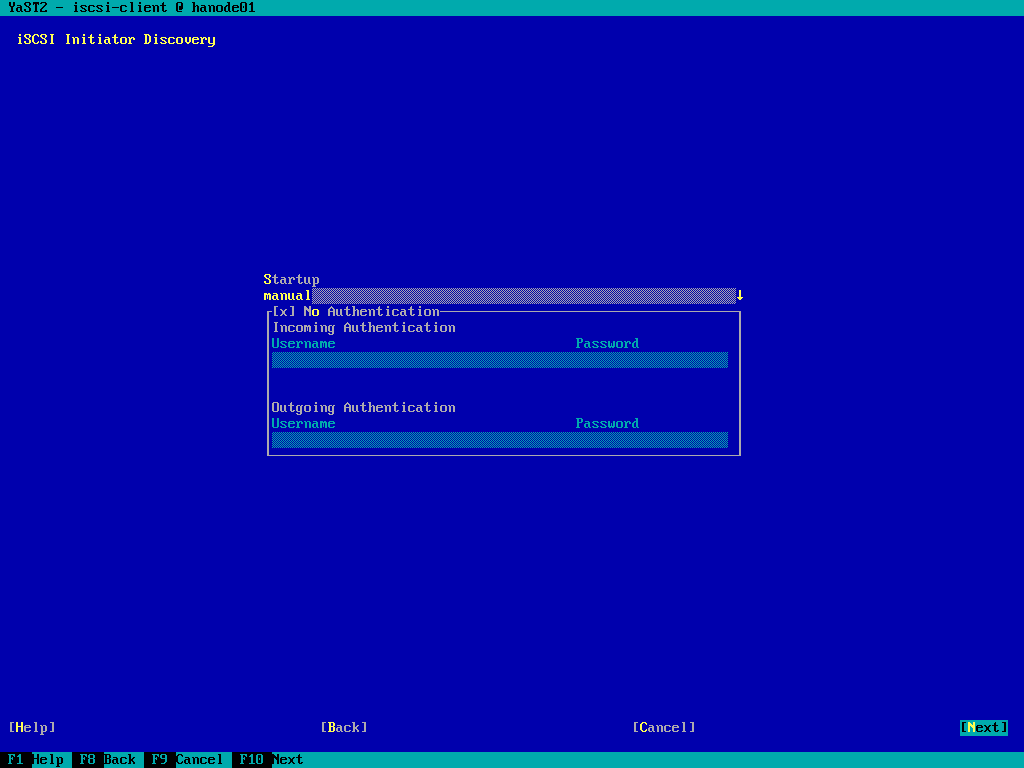 YaST2 - iscsi-client @ hanode01
iSCSI Initiator Discovery
Startup
manual↓
[x] No Authentication
Incoming Authentication
Username Password
Outgoing Authentication
Username Password
[Help] [Back] [Cancel] [Next]
F1 Help F8 Back F9 Cancel F10 Next